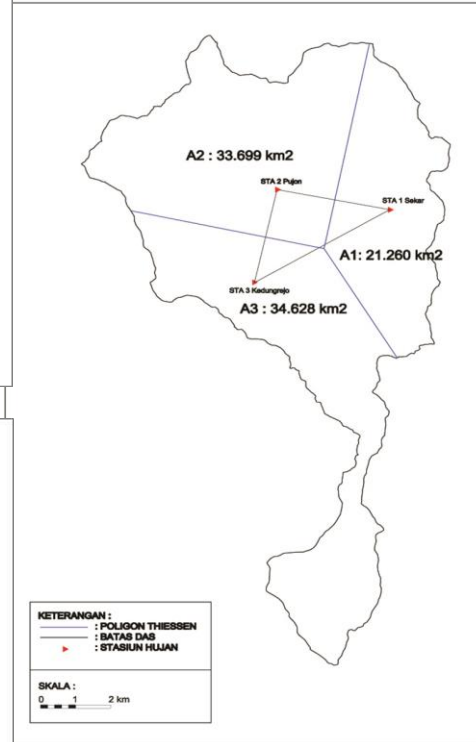 A2 : 33.699 km2
STA 2 Pujon
STA 1 Sekar
A1: 21.260 km2
STA 3 Kedungrejo
A3 : 34.628 km2
KETERANGAN :
: POLIGON THIESSEN
: BATAS DAS
: STASIUN HUJAN
SKALA :
0 1 2 km